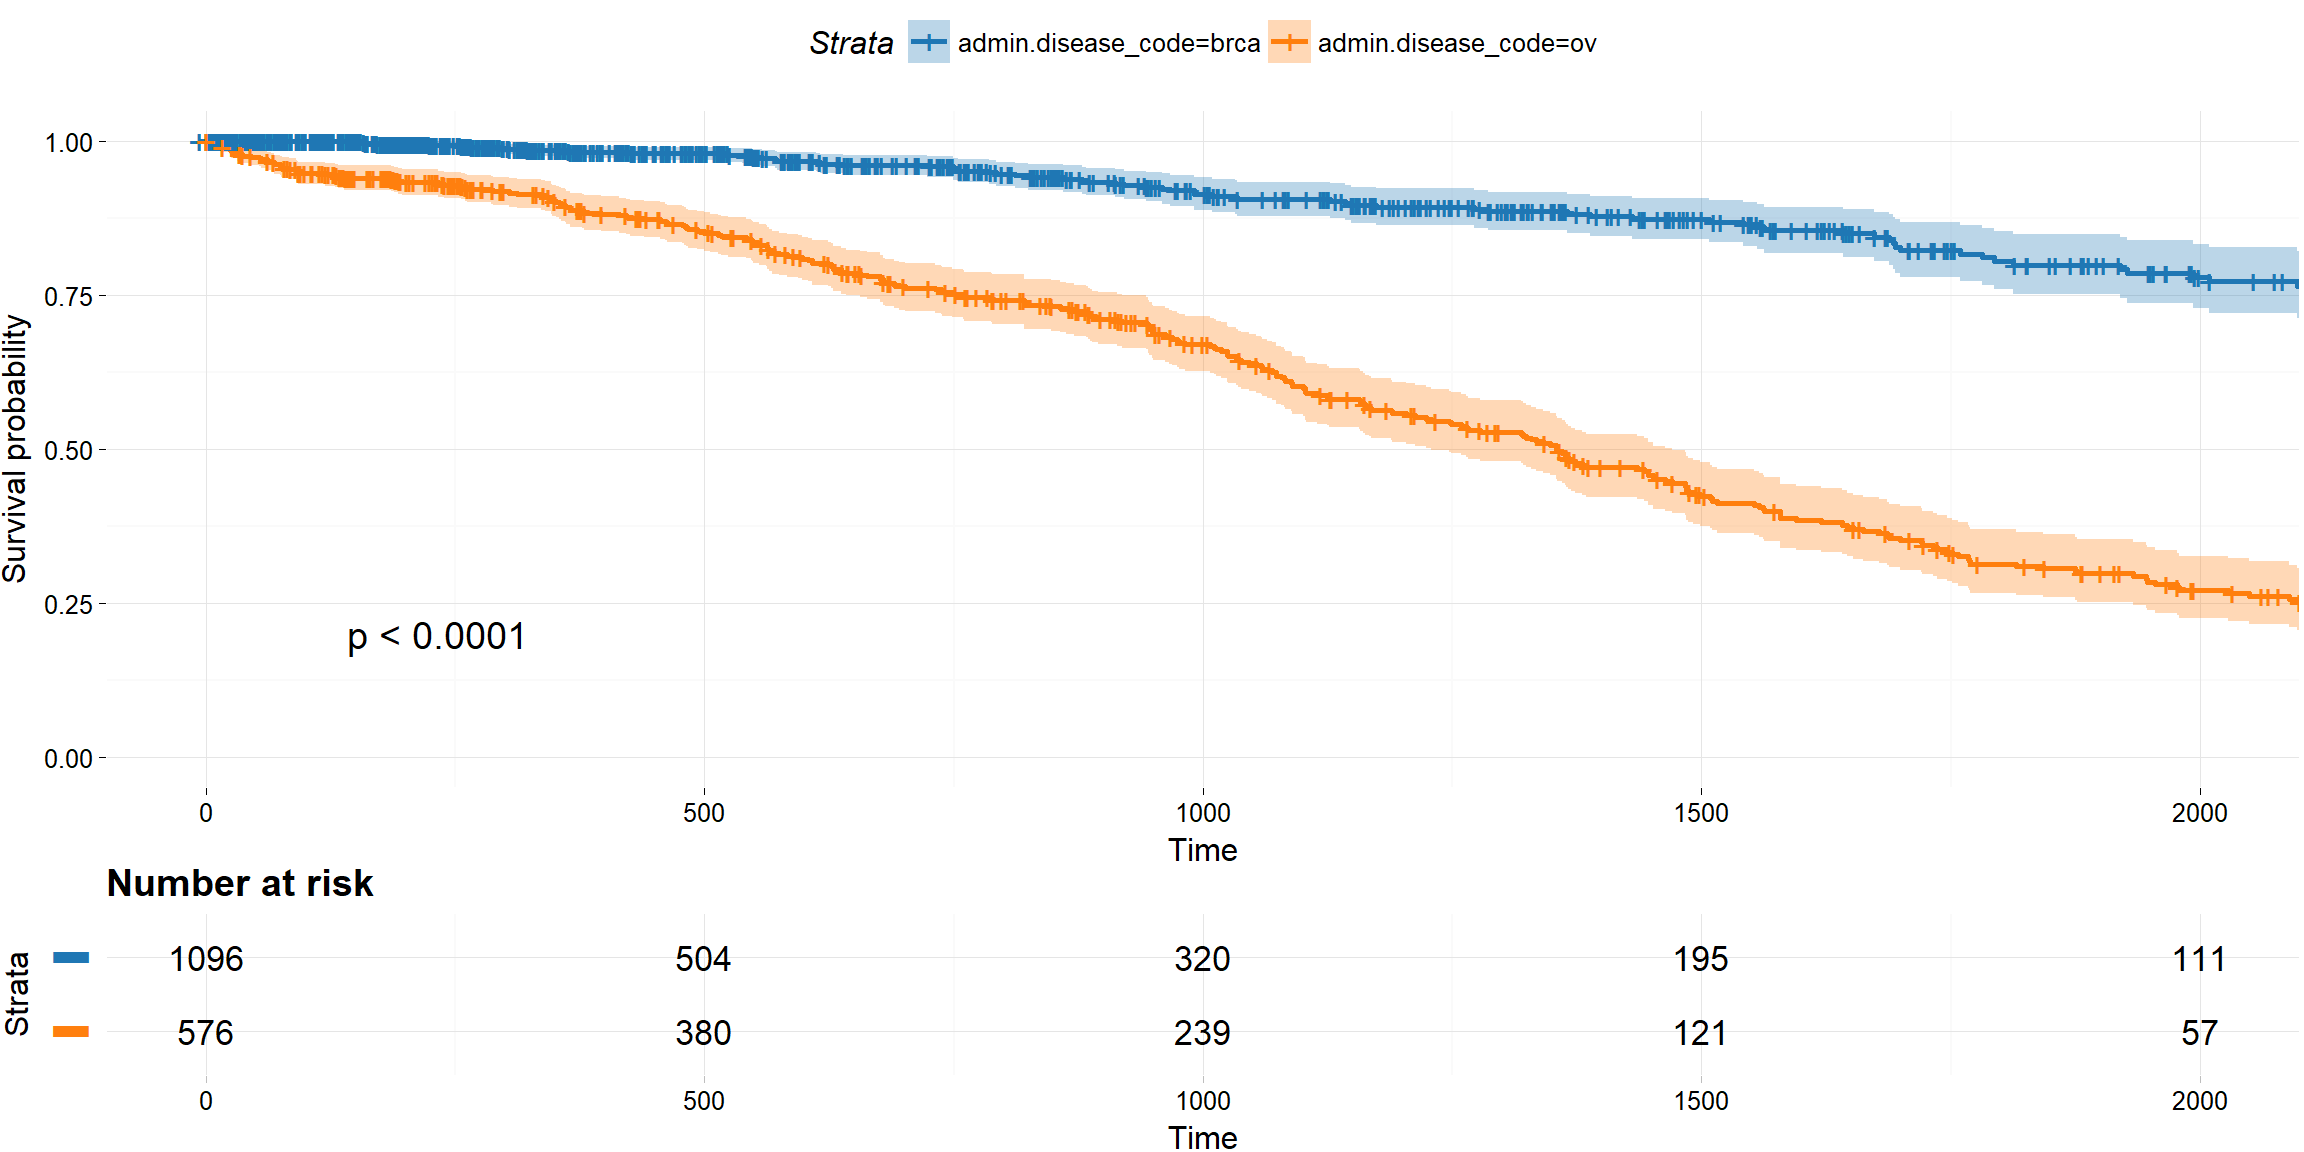 Strata admin.disease_code=brca admin.disease_code=ov
Survival probability
1.00
0.75
0.50
0.25
0.00
p < 0.0001
0 500 1000 1500 2000
Time
Number at risk
Strata
1096 504 320 195 111
576 380 239 121 57
0 500 1000 1500 2000
Time